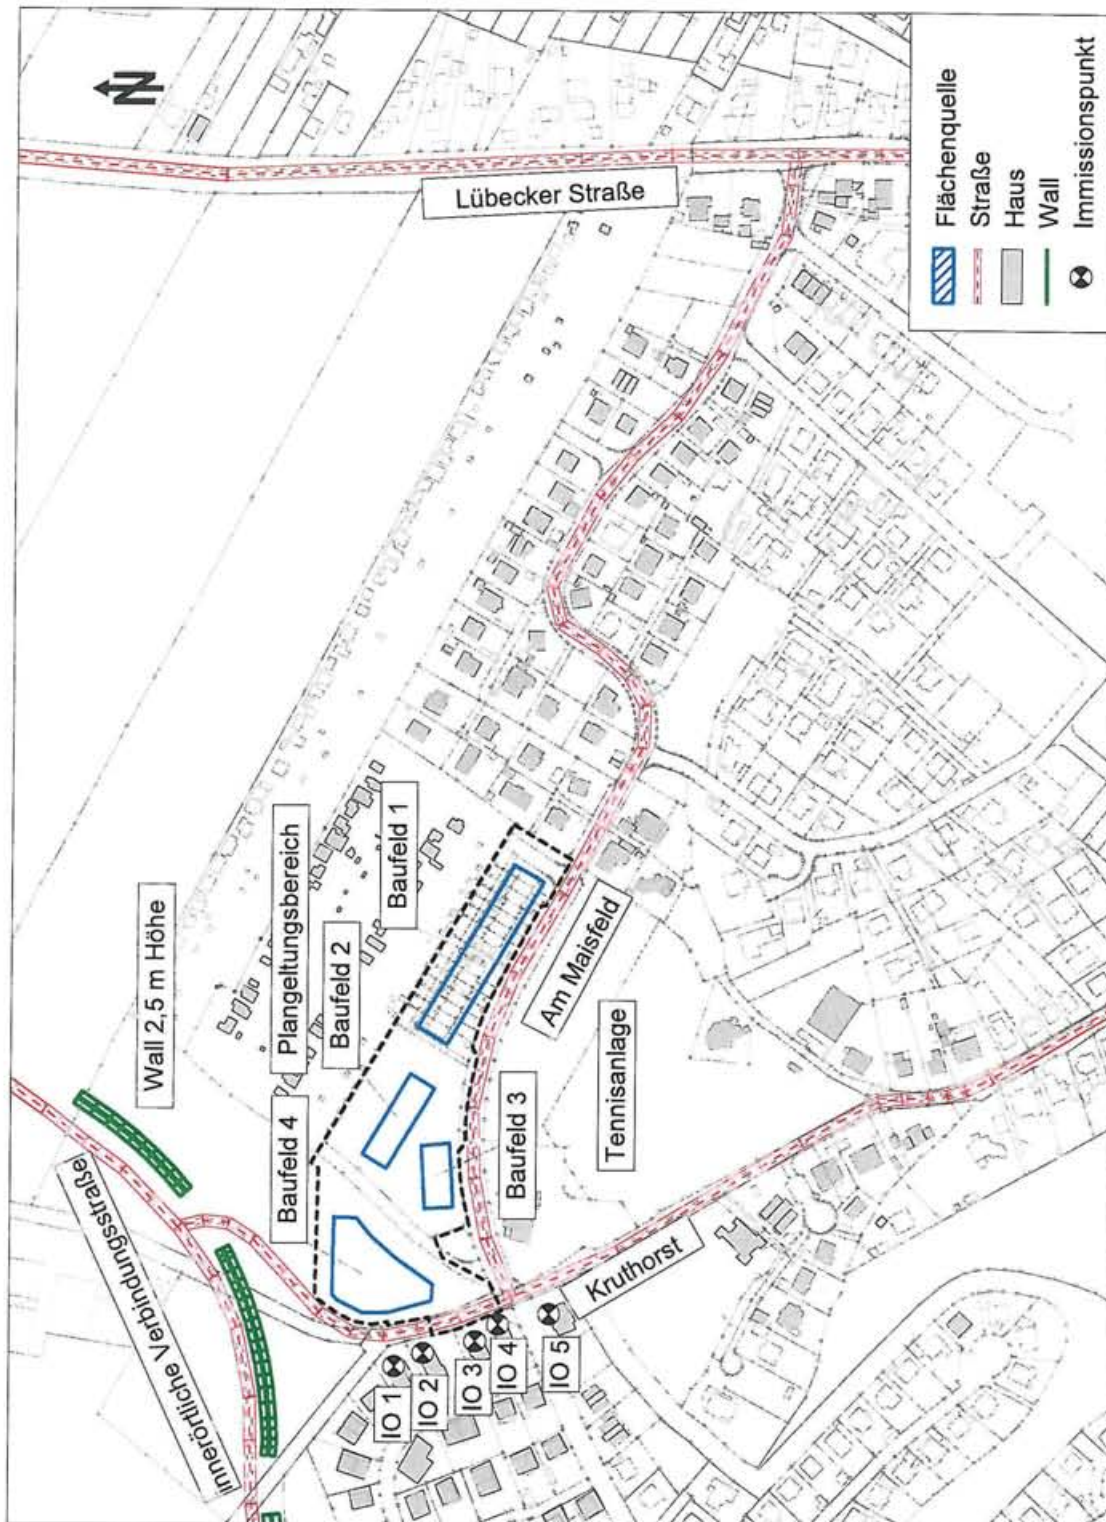 N
Lübecker Straße
Wall 2,5 m Höhe
Plangeltungsbereich
Baufeld 1
Baufeld 2
Baufeld 4
Innerörtliche Verbindungsstraße
Am Maisfeld
Baufeld 3
Tennisanlage
Kruthorst
IO 1
IO 2
IO 3
IO 4
IO 5
Flächenquelle
Straße
Haus
Wall
Immissionspunkt